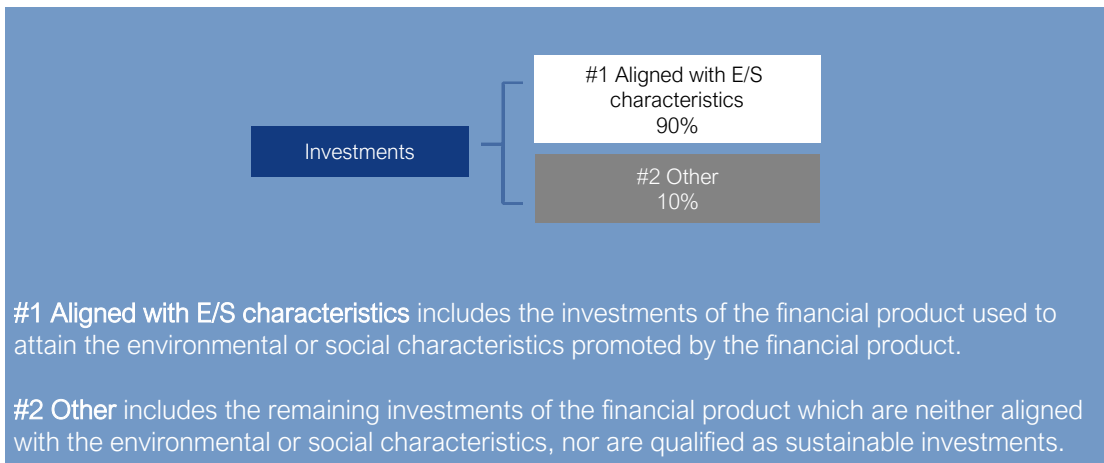 #1 Aligned with E/S
characteristics
90%
Investments
#2 Other
10%
#1 Aligned with E/S characteristics includes the investments of the financial product used to
attain the environmental or social characteristics promoted by the financial product.
#2 Other includes the remaining investments of the financial product which are neither aligned
with the environmental or social characteristics, nor are qualified as sustainable investments.